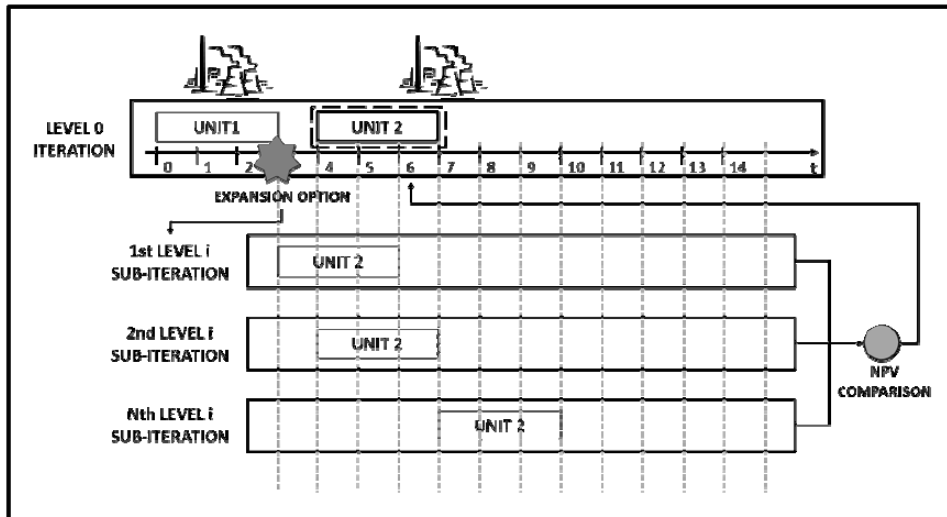 LEVEL 0
ITERATION
UNIT1
UNIT 2
0 1 2 4 5 6 7 8 9 10 11 12 13 14 t
EXPANSION OPTION
1st LEVEL i
SUB-ITERATION
UNIT 2
2nd LEVEL i
SUB-ITERATION
UNIT 2
NPV
COMPARISON
Nth LEVEL i
SUB-ITERATION
UNIT 2